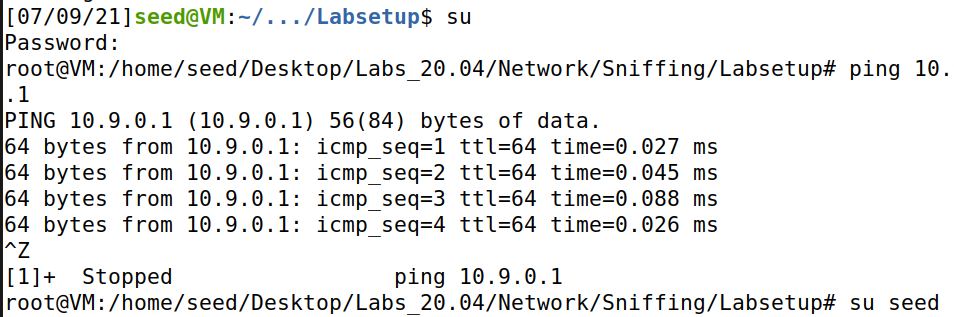 [07/09/21]seed@VM:~/.../Labsetup$ su
Password:
root@VM:/home/seed/Desktop/Labs_20.04/Network/Sniffing/Labsetup# ping 10.
.1
PING 10.9.0.1 (10.9.0.1) 56(84) bytes of data.
64 bytes from 10.9.0.1: icmp_seq=1 ttl=64 time=0.027 ms
64 bytes from 10.9.0.1: icmp_seq=2 ttl=64 time=0.045 ms
64 bytes from 10.9.0.1: icmp_seq=3 ttl=64 time=0.088 ms
64 bytes from 10.9.0.1: icmp_seq=4 ttl=64 time=0.026 ms
^Z
[1]+  Stopped                 ping 10.9.0.1
root@VM:/home/seed/Desktop/Labs_20.04/Network/Sniffing/Labsetup# su seed